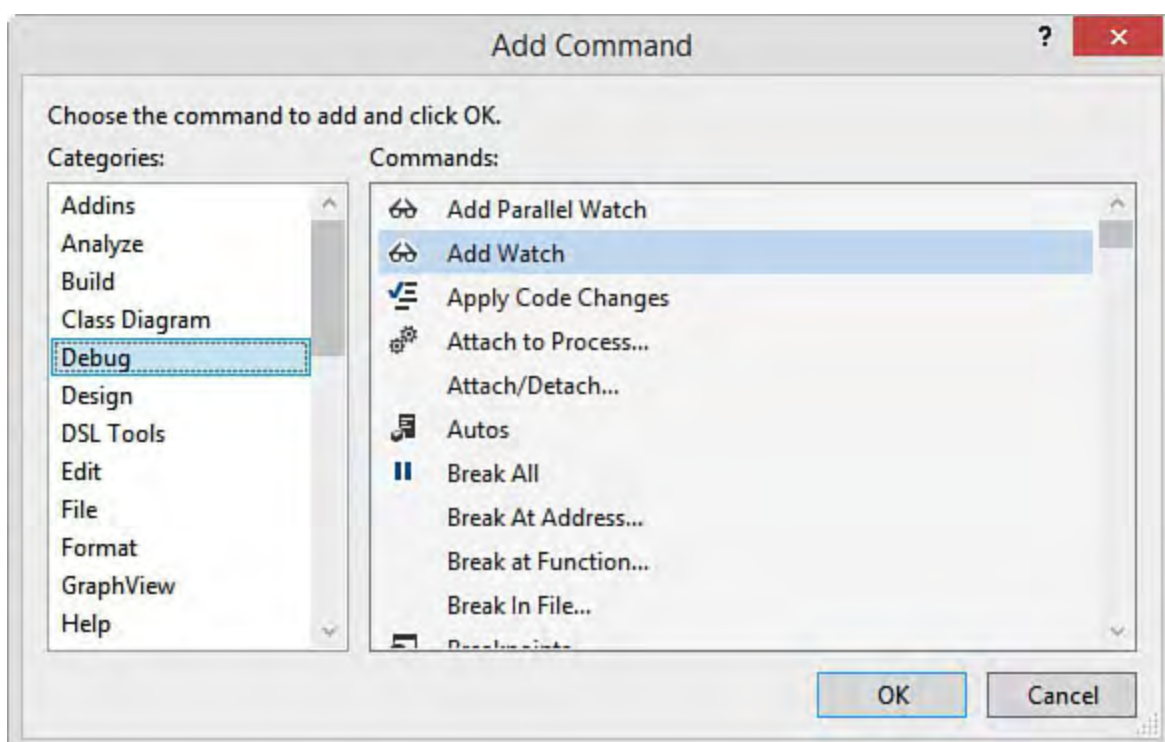 Add Command
?
Choose the command to add and click OK.
Categories:
Commands:
Addins
Analyze
Build
Class Diagram
Debug
Design
DSL Tools
Edit
File
Format
GraphView
Help
Add Parallel Watch
Add Watch
Apply Code Changes
Attach to Process...
Attach/Detach...
Autos
Break All
Break At Address...
Break at Function...
Break In File...
Breakpoints
OK
Cancel